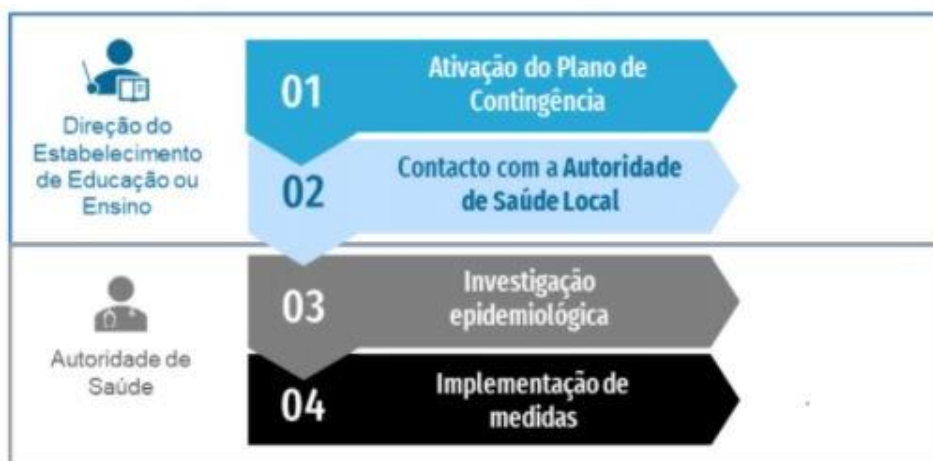 Direção do
Estabelecimento
de Educação ou
Ensino
01
Ativação do Plano de
Contingência
02
Contacto com a Autoridade
de Saúde Local
Autoridade de
Saúde
03
Investigação
epidemiológica
04
Implementação de
medidas